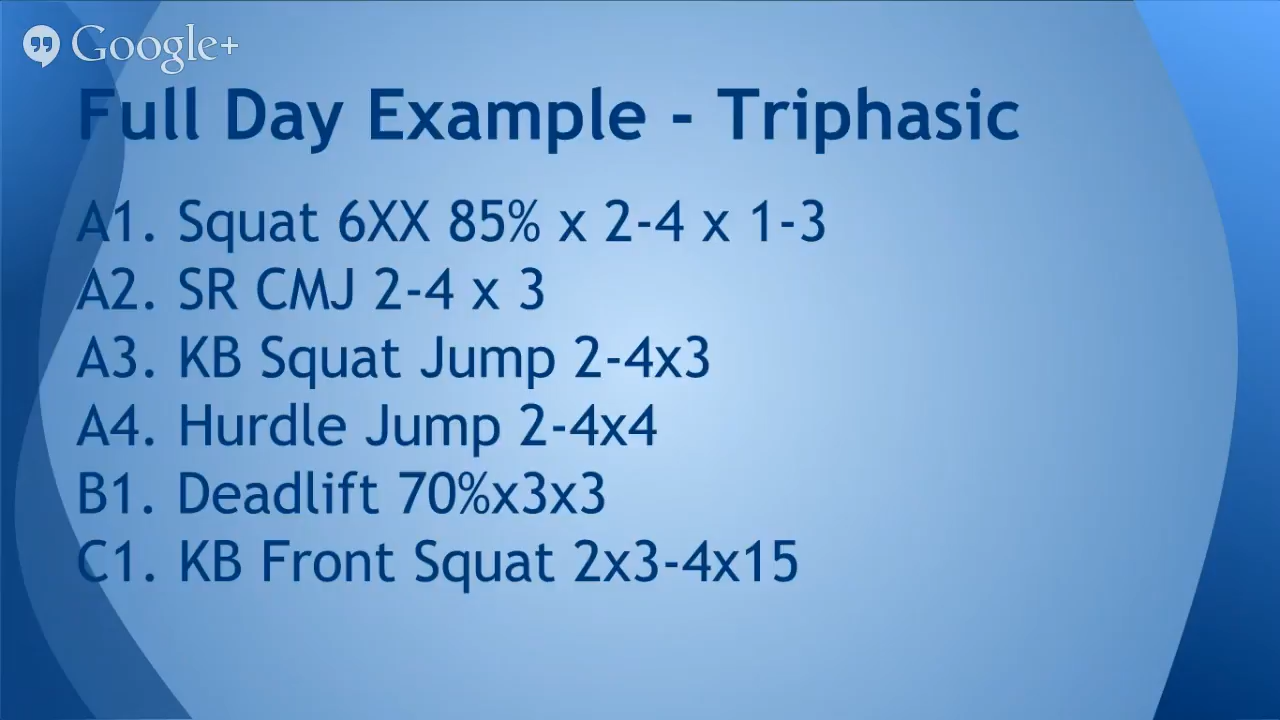 Google+
Full Day Example - Triphasic
A1. Squat 6XX 85% x 2-4 x 1-3
A2. SR CMJ 2-4 x 3
A3. KB Squat Jump 2-4x3
A4. Hurdle Jump 2-4x4
B1. Deadlift 70%x3x3
C1. KB Front Squat 2x3-4x15